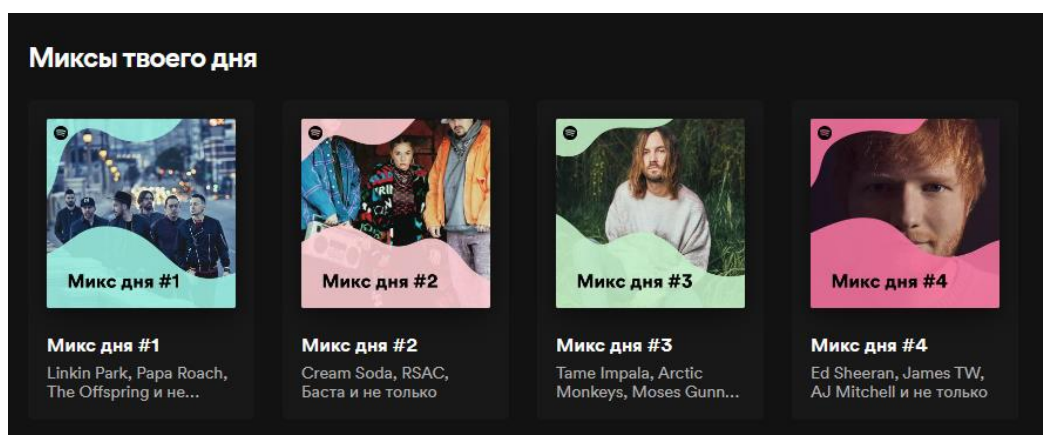 Миксы твоего дня
Микс дня #1
Микс дня #2
Микс дня #3
Микс дня #4
Микс дня #1
Linkin Park, Papa Roach,
The Offspring и не...
Микс дня #2
Cream Soda, RSAC,
Баста и не только
Микс дня #3
Tame Impala, Arctic
Monkeys, Moses Gunn...
Микс дня #4
Ed Sheeran, James TW,
AJ Mitchell и не только